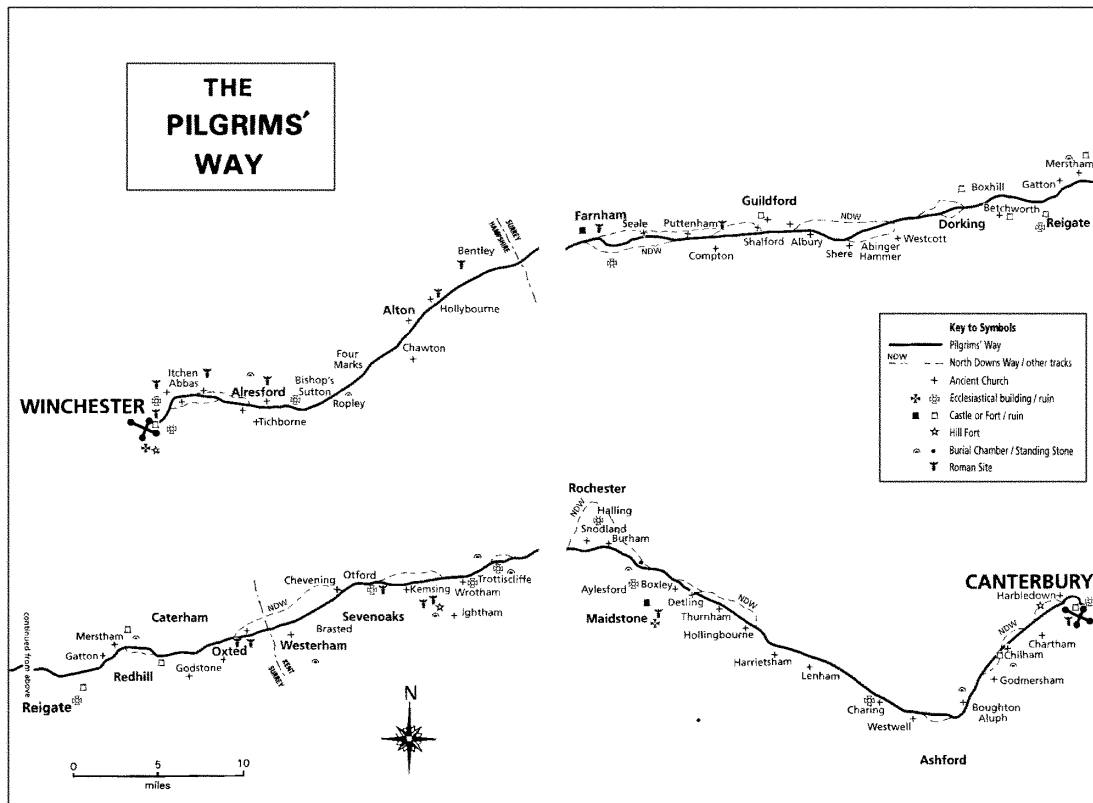 THE
PILGRIMS'
WAY
SURREY
HAMPSHIRE
Bentley
Alton
Hollybourne
Chawton
Four
Marks
Itchen
Abbas
Alresford
Bishop's
Sutton
Ropley
WINCHESTER
Tichborne
Farnham
Seale
NDW
Puttenham
Compton
Guildford
Shalford
Albury
NDW
Shere
Abinger
Hammer
Westcott
Dorking
Boxhill
Betchworth
Gatton
Merstham
Reigate
Key to Symbols
Pilgrims' Way
NDW
North Downs Way / other tracks
Ancient Church
Ecclesiastical building / ruin
Castle or Fort / ruin
Hill Fort
Burial Chamber / Standing Stone
Roman Site
continued from above
Reigate
Gatton
Merstham
Redhill
Caterham
Godstone
Oxted
NDW
KENT
SURREY
Westerham
Brasted
Chevening
Otford
Sevenoaks
Kemsing
Ightham
Wrotham
Trottiscliffe
N
0 5 10
miles
Rochester
NDW
Halling
Snodland
Burham
Aylesford
Boxley
Maidstone
Detling
Thurnham
NDW
Hollingbourne
Harrietsham
Lenham
Charing
Westwell
Ashford
Boughton
Aluph
Godmersham
Chilham
Chartham
NDW
Harbledown
CANTERBURY